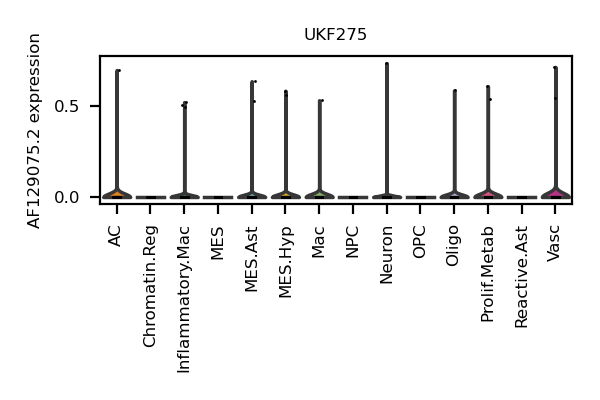 UKF275
AF129075.2 expression
0.5
0.0
AC
Chromatin.Reg
Inflammatory.Mac
MES
MES.Ast
MES.Hyp
Mac
NPC
Neuron
OPC
Oligo
Prolif.Metab
Reactive.Ast
Vasc